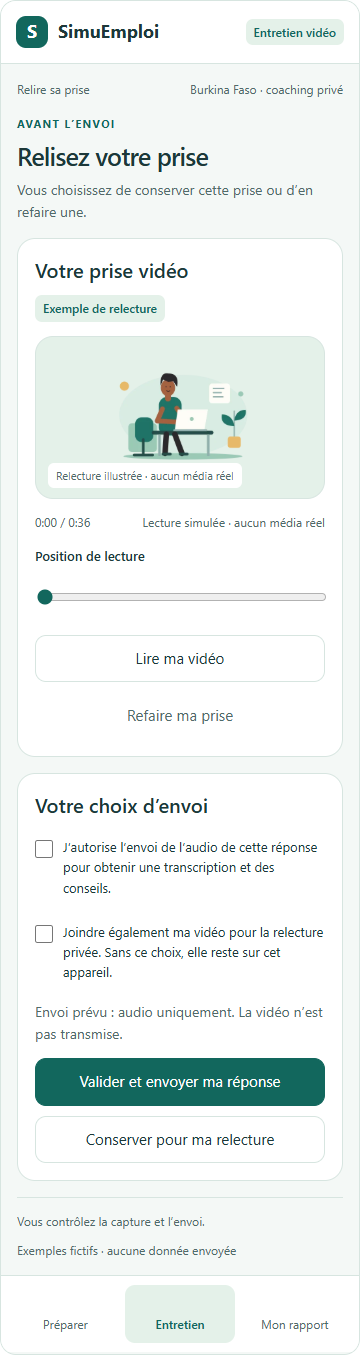 S SimuEmploi
Entretien vidéo
Relire sa prise
Burkina Faso · coaching privé
AVANT L’ENVOI
Relisez votre prise
Vous choisissez de conserver cette prise ou d’en
refaire une.
Votre prise vidéo
Exemple de relecture
Relecture illustrée · aucun média réel
0:00 / 0:36
Lecture simulée · aucun média réel
Position de lecture
Lire ma vidéo
Refaire ma prise
Votre choix d’envoi
J’autorise l’envoi de l’audio de cette réponse
pour obtenir une transcription et des
conseils.
Joindre également ma vidéo pour la relecture
privée. Sans ce choix, elle reste sur cet
appareil.
Envoi prévu : audio uniquement. La vidéo n’est
pas transmise.
Valider et envoyer ma réponse
Conserver pour ma relecture
Vous contrôlez la capture et l’envoi.
Exemples fictifs · aucune donnée envoyée
Préparer
Entretien
Mon rapport